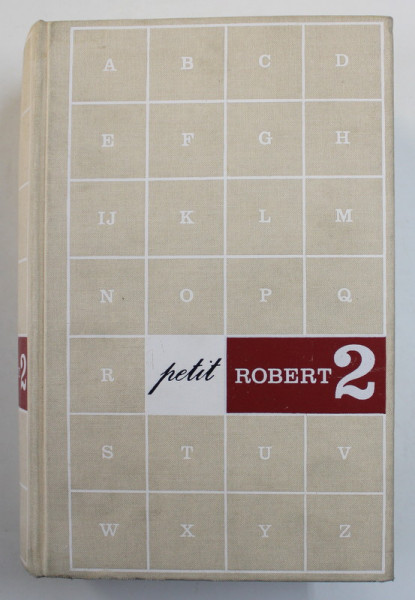 A B C D
E F G H
IJ K L M
N O P Q
R petit ROBERT 2
S T U V
W X Y Z
2